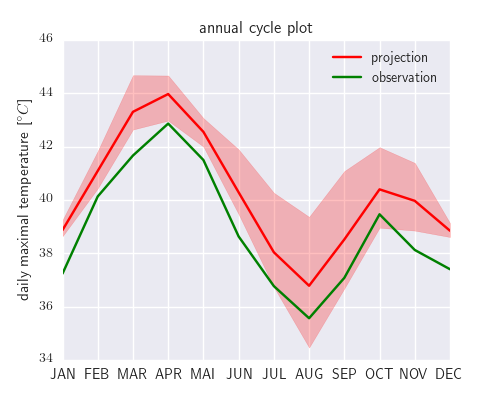 annual cycle plot
projection
observation
daily maximal temperature [°C]
46
44
42
40
38
36
34
JAN FEB MAR APR MAI JUN JUL AUG SEP OCT NOV DEC